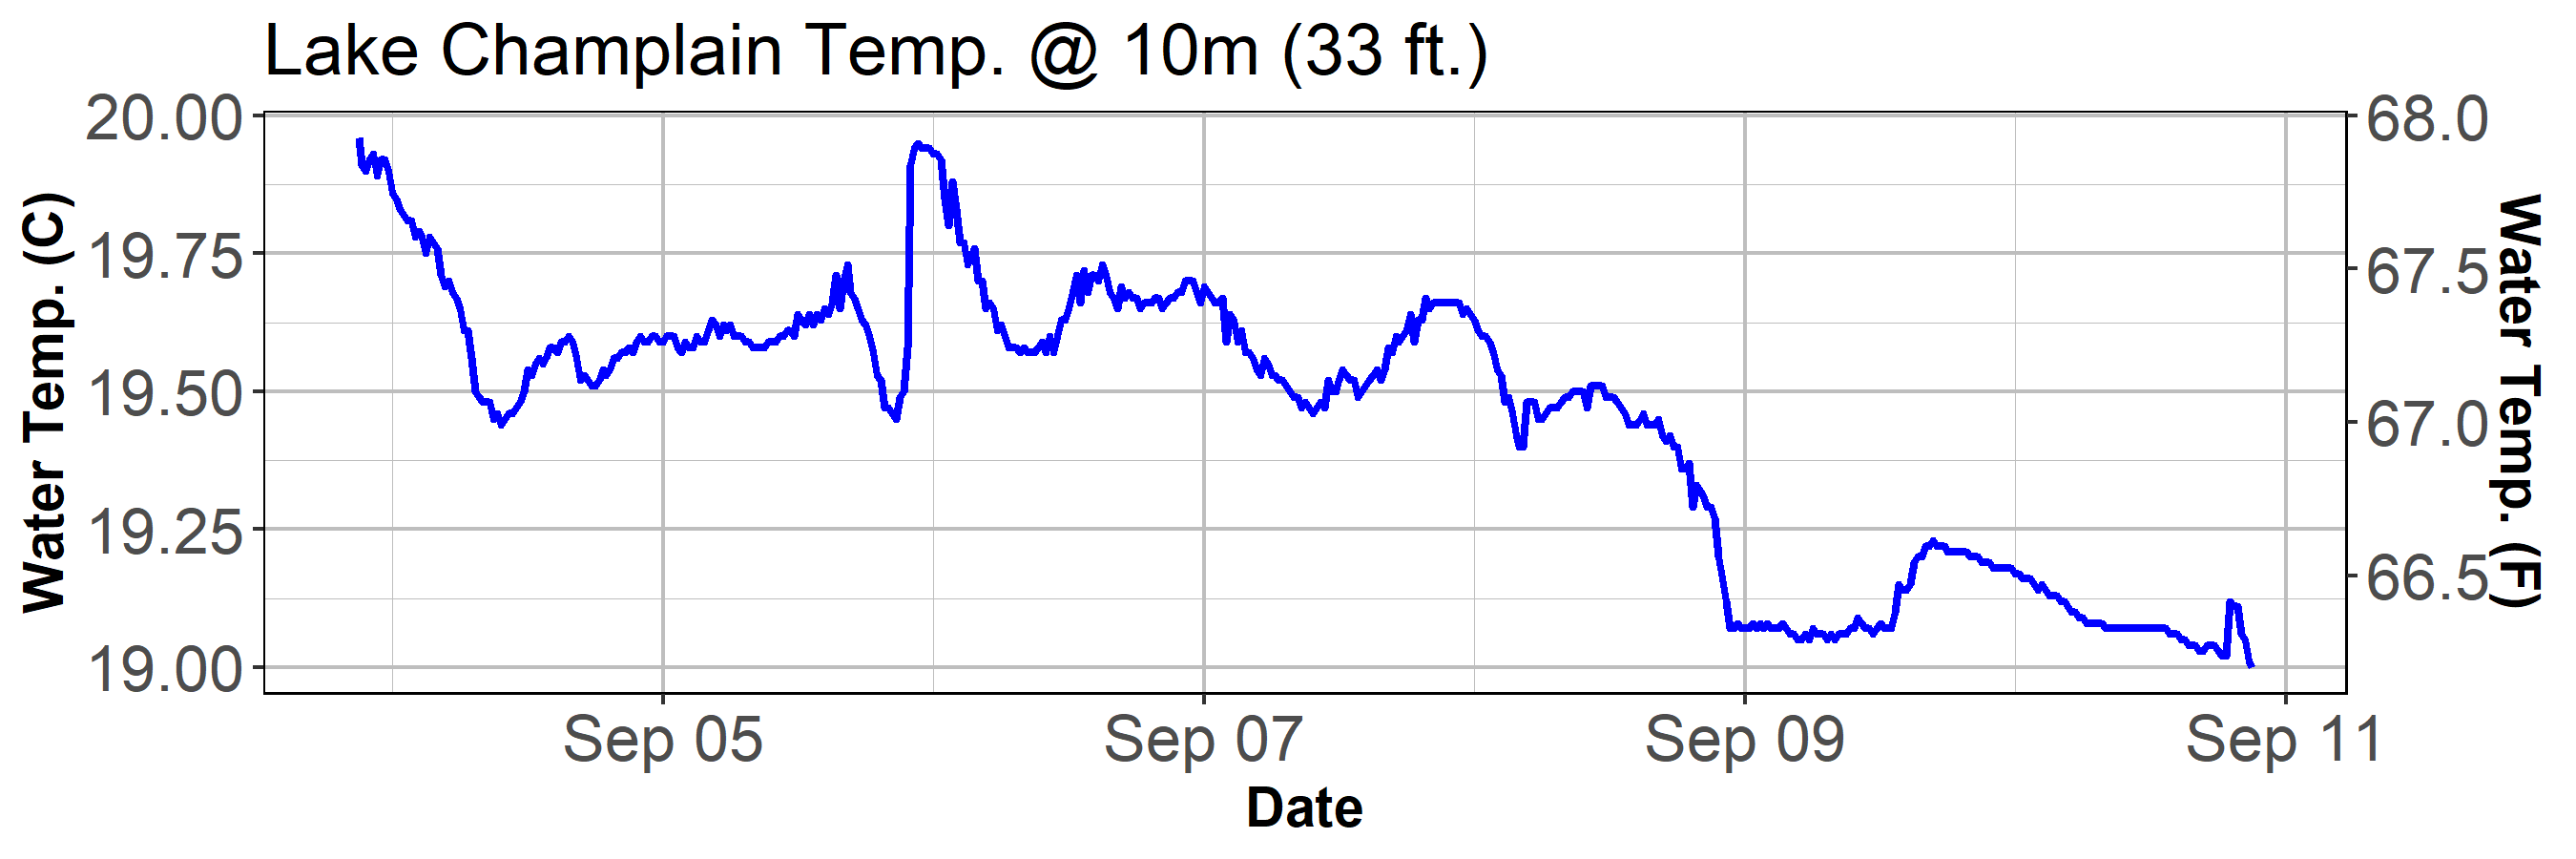 Lake Champlain Temp. @ 10m (33 ft.)
Water Temp. (C)
20.00
19.75
19.50
19.25
19.00
68.0
67.5
67.0
66.5
Water Temp. (F)
Sep 05
Sep 07
Sep 09
Sep 11
Date